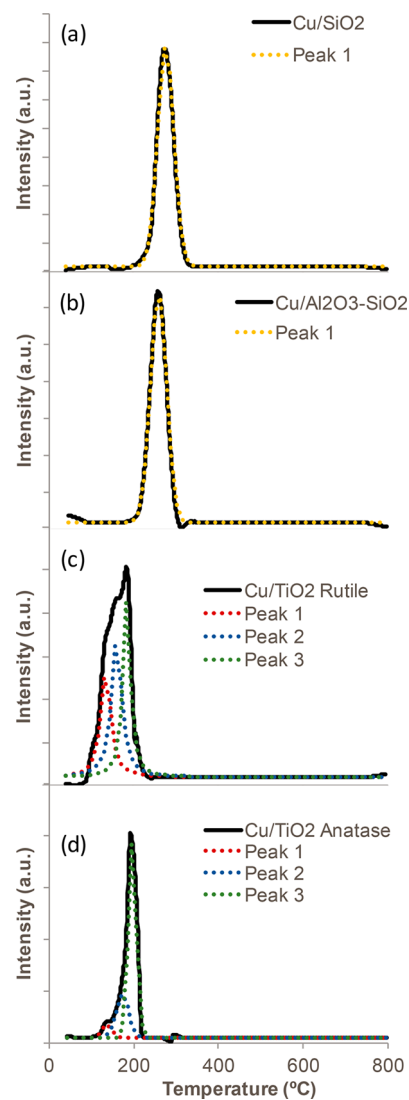 (a)
Cu/SiO2
Peak 1
Intensity (a.u.)
(b)
Cu/Al2O3-SiO2
Peak 1
Intensity (a.u.)
(c)
Cu/TiO2 Rutile
Peak 1
Peak 2
Peak 3
Intensity (a.u.)
(d)
Cu/TiO2 Anatase
Peak 1
Peak 2
Peak 3
Intensity (a.u.)
0 200 400 600 800
Temperature (ºC)